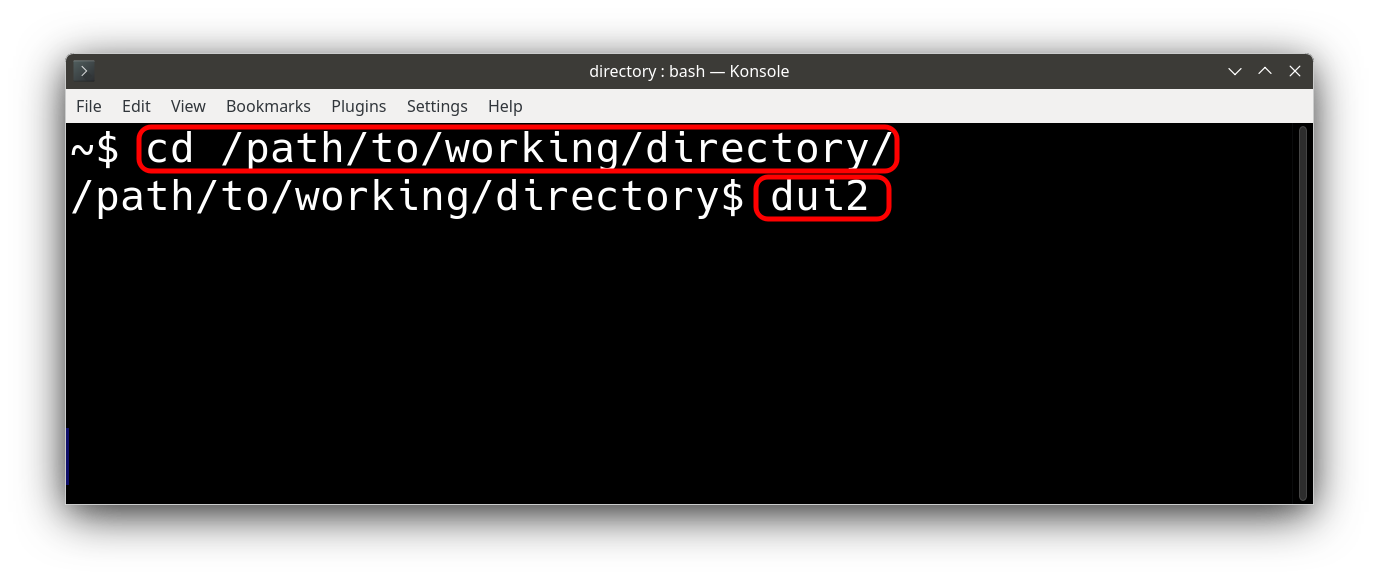 directory : bash — Konsole
File Edit View Bookmarks Plugins Settings Help
~$ cd /path/to/working/directory/
/path/to/working/directory$ dui2